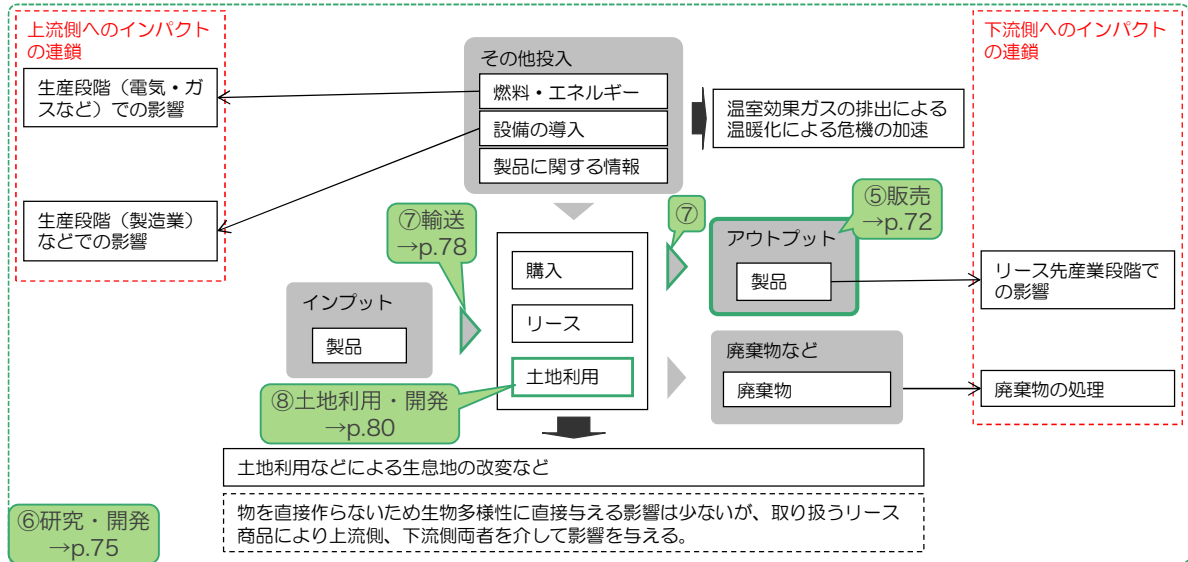 上流側へのインパクト
の連鎖
生産段階（電気・ガ
スなど）での影響
生産段階（製造業）
などでの影響
その他投入
燃料・エネルギー
設備の導入
製品に関する情報
温室効果ガスの排出による
温暖化による危機の加速
下流側へのインパクト
の連鎖
⑦輸送
→p.78
⑦
⑤販売
→p.72
インプット
製品
購入
リース
土地利用
アウトプット
製品
リース先産業段階で
の影響
廃棄物など
廃棄物
廃棄物の処理
⑧土地利用・開発
→p.80
土地利用などによる生息地の改変など
物を直接作らないため生物多様性に直接与える影響は少ないが、取り扱うリース
商品により上流側、下流側両者を介して影響を与える。
⑥研究・開発
→p.75